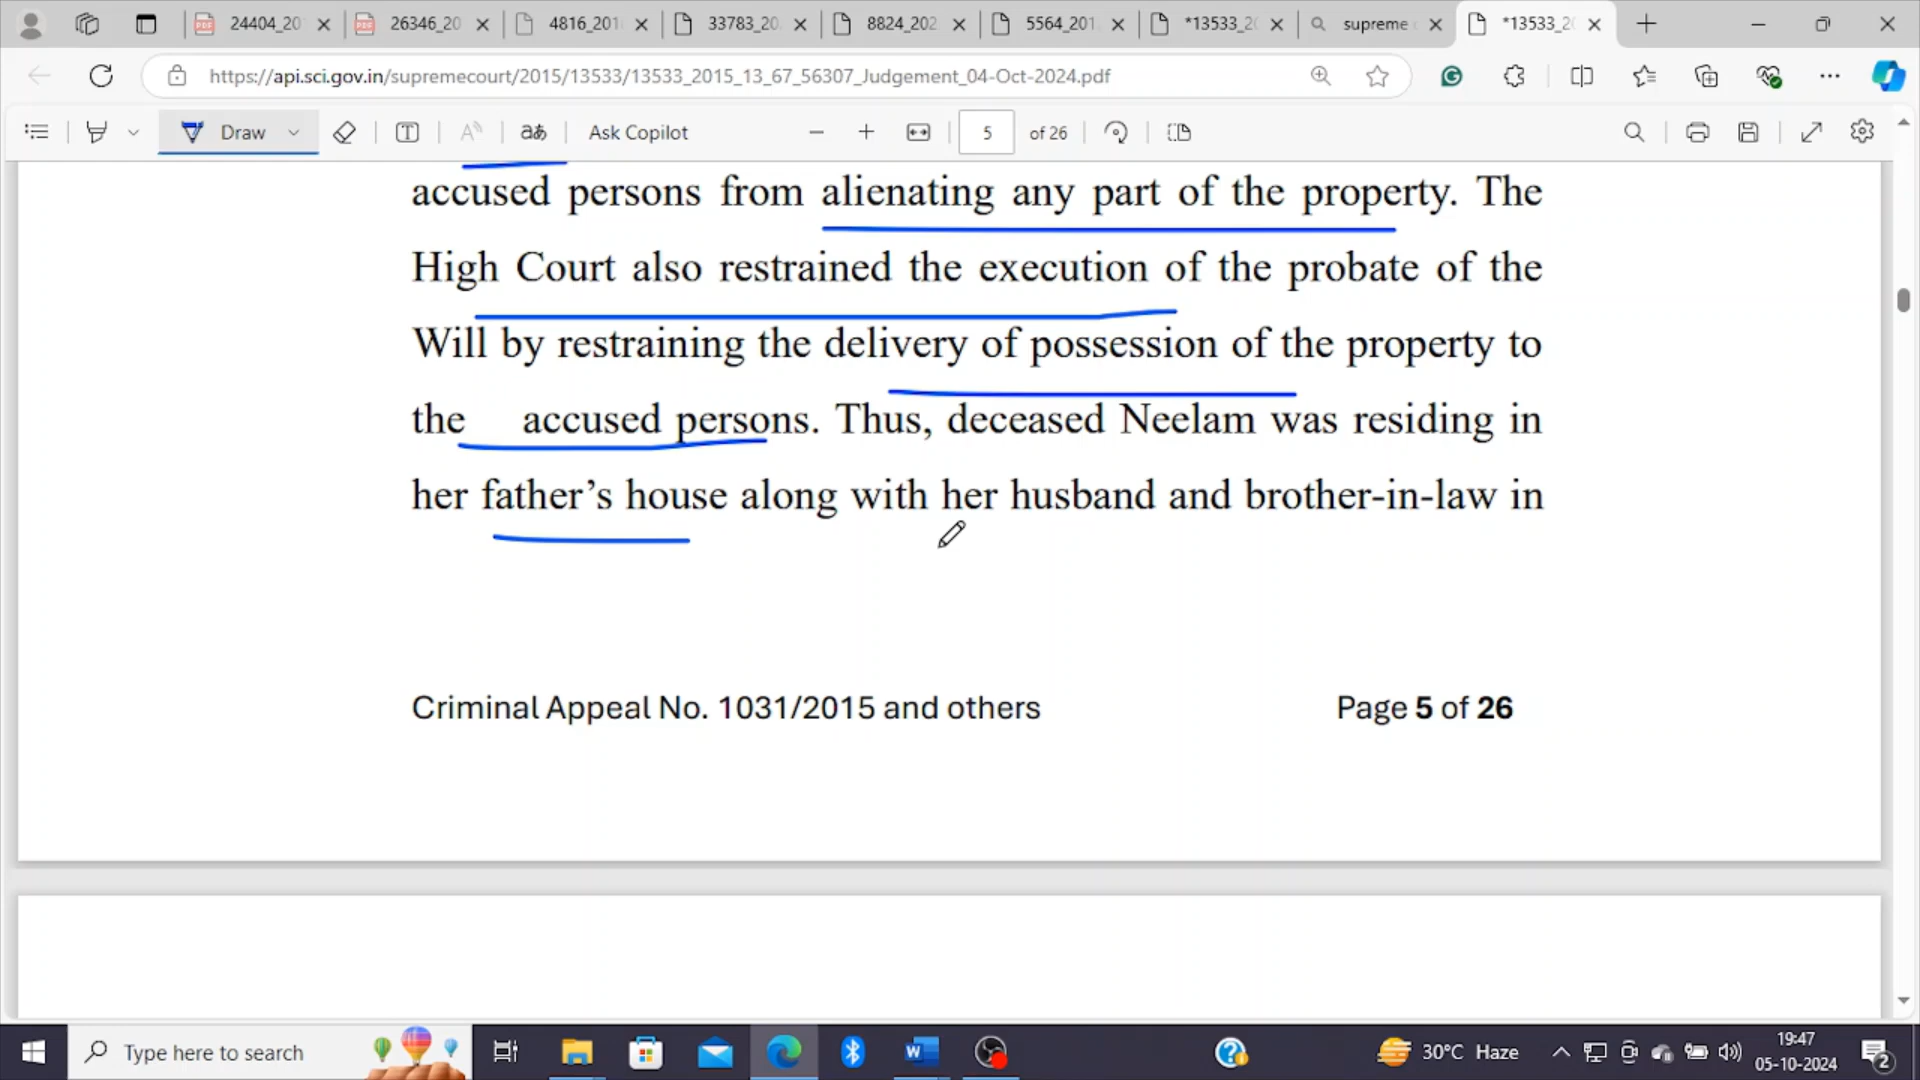 24404_20
26346_20
4816_201
33783_20
8824_202
5564_201
*13533_20
supreme
*13533_20
https://api.sci.gov.in/supremecourt/2015/13533/13533_2015_13_67_56307_Judgement_04-Oct-2024.pdf
Draw
Ask Copilot
5
of 26
accused persons from alienating any part of the property. The
High Court also restrained the execution of the probate of the
Will by restraining the delivery of possession of the property to
the accused persons. Thus, deceased Neelam was residing in
her father’s house along with her husband and brother-in-law in
Criminal Appeal No. 1031/2015 and others
Page 5 of 26
Type here to search
30°C Haze
19:47
05-10-2024
2